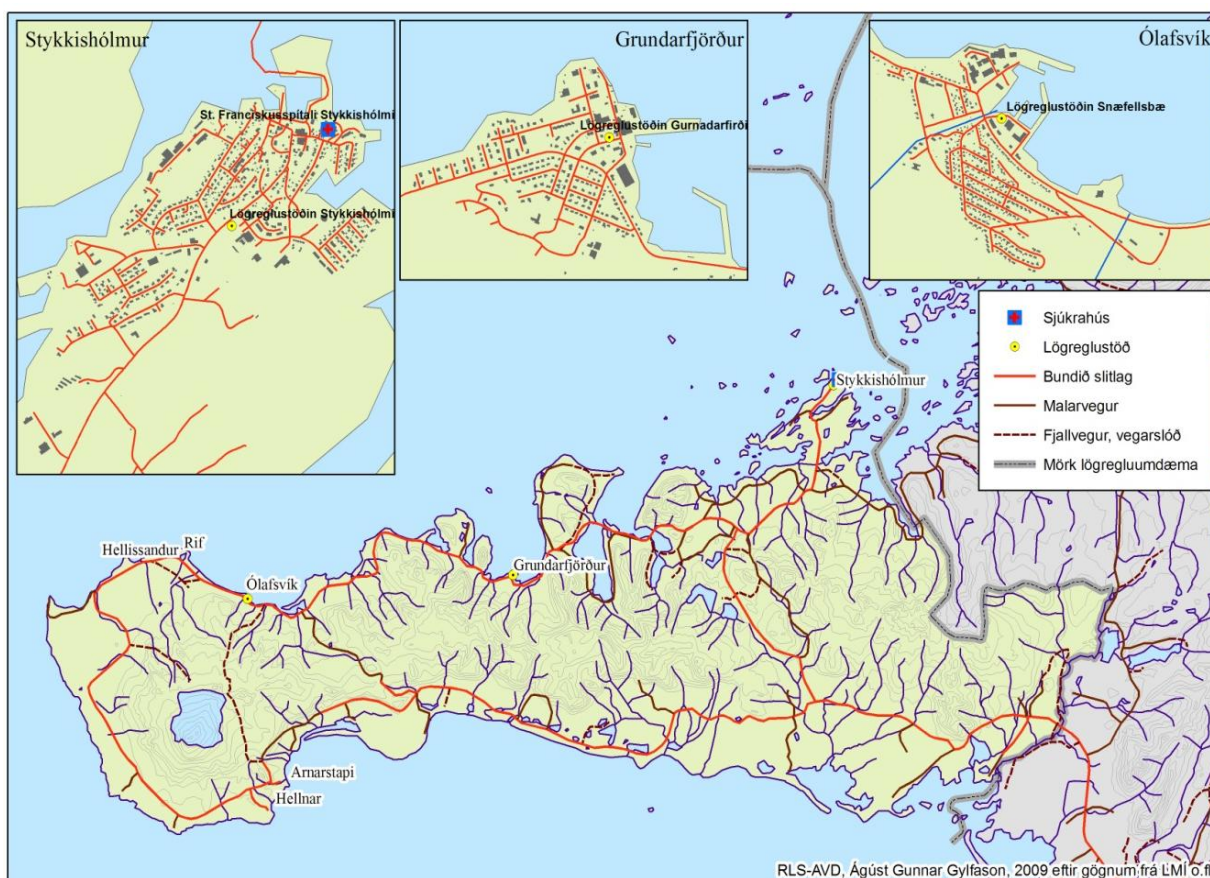 Stykkishólmur
St. Franciskusspítali Stykkishólmi
Lögreglustöðin Stykkishólmi
Grundarfjörður
Lögreglustöðin Gurnadarfirði
Ólafsvík
Lögreglustöðin Snæfellsbæ
Sjúkrahús
Lögreglustöð
Bundið slitlag
Malarvegur
Fjallvegur, vegarslóð
Mörk lögregluumdæma
Stykkishólmur
Hellissandur
Rif
Ólafsvík
Grundarfjörður
Arnarstapi
Hellnar
RLS-AVD, Ágúst Gunnar Gylfason, 2009 eftir gögnum frá LMÍ o.fl